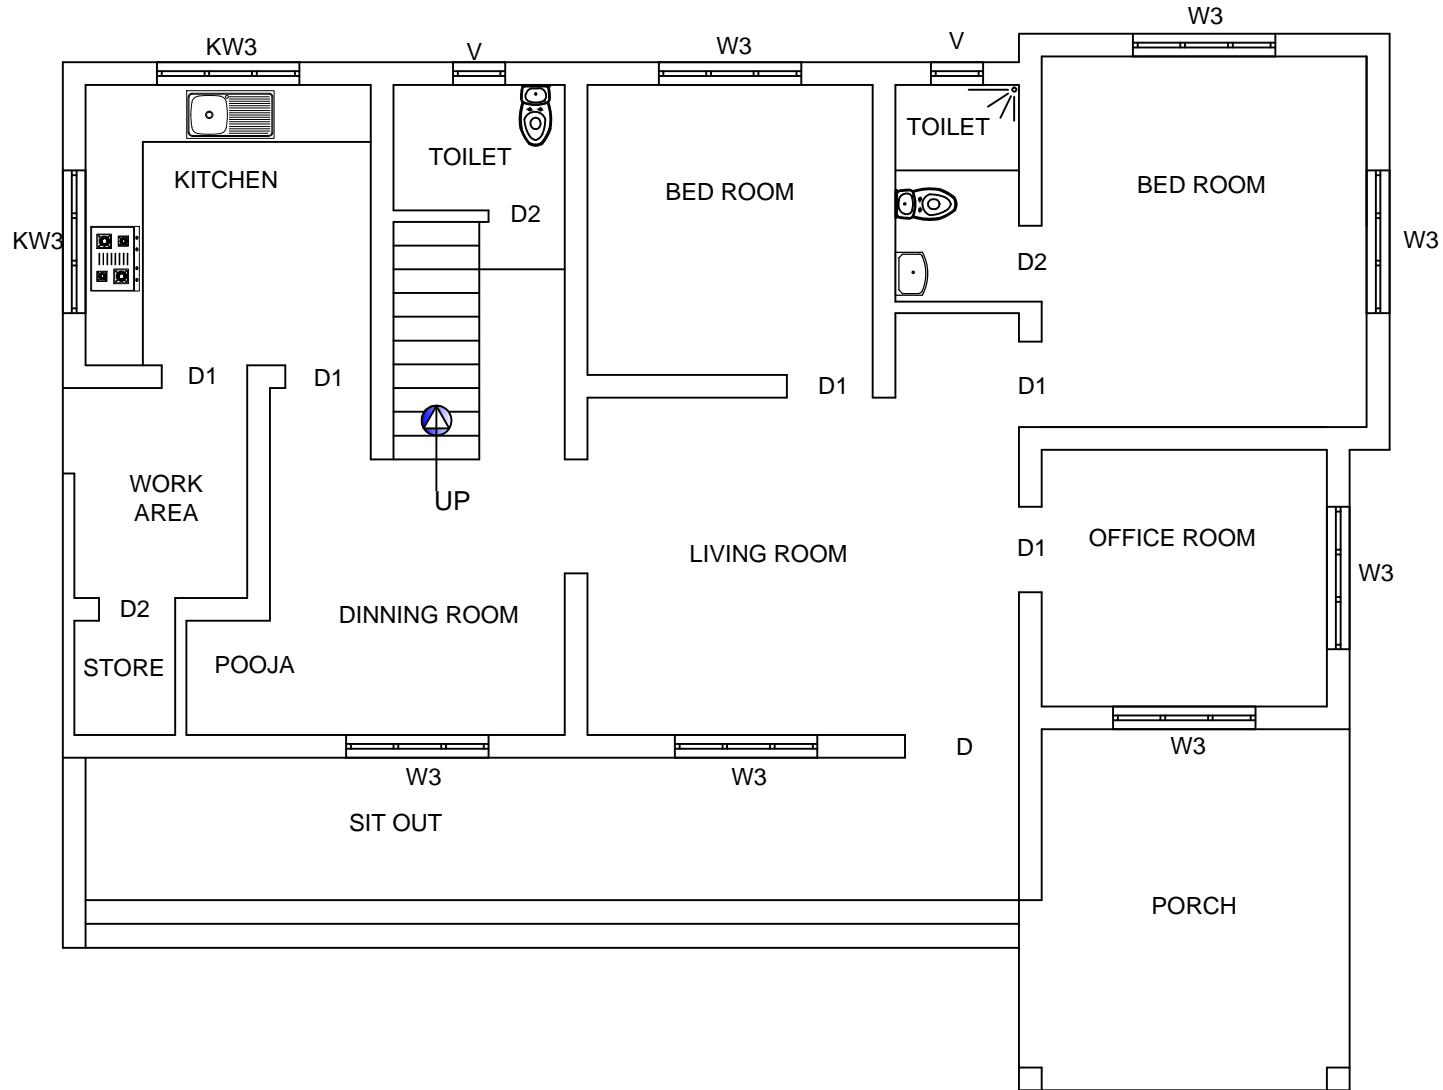 W3
KW3
V
W3
V
TOILET
TOILET
KITCHEN
BED ROOM
BED ROOM
D2
KW3
W3
D2
D1
D1
D1
D1
WORK
AREA
UP
LIVING ROOM
D1
OFFICE ROOM
W3
D2
DINNING ROOM
STORE
POOJA
W3
W3
D
W3
SIT OUT
PORCH